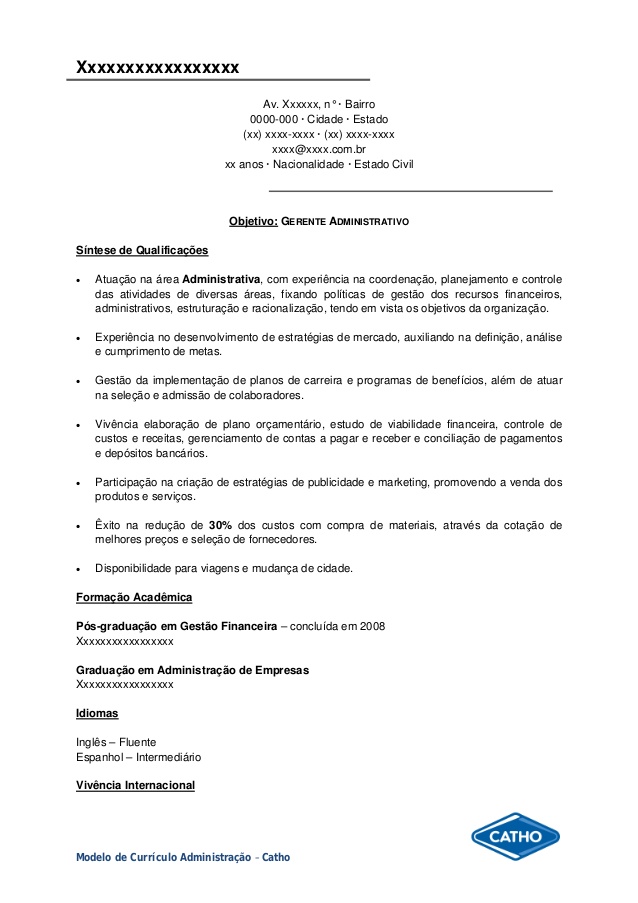 Xxxxxxxxxxxxxxxxx
Av. Xxxxxx, n° · Bairro
0000-000 · Cidade · Estado
(xx) xxxx-xxxx · (xx) xxxx-xxxx
xxxx@xxxx.com.br
xx anos · Nacionalidade · Estado Civil
Objetivo: GERENTE ADMINISTRATIVO
Síntese de Qualificações
• Atuação na área Administrativa, com experiência na coordenação, planejamento e controle
das atividades de diversas áreas, fixando políticas de gestão dos recursos financeiros,
administrativos, estruturação e racionalização, tendo em vista os objetivos da organização.
• Experiência no desenvolvimento de estratégias de mercado, auxiliando na definição, análise
e cumprimento de metas.
• Gestão da implementação de planos de carreira e programas de benefícios, além de atuar
na seleção e admissão de colaboradores.
• Vivência elaboração de plano orçamentário, estudo de viabilidade financeira, controle de
custos e receitas, gerenciamento de contas a pagar e receber e conciliação de pagamentos
e depósitos bancários.
• Participação na criação de estratégias de publicidade e marketing, promovendo a venda dos
produtos e serviços.
• Êxito na redução de 30% dos custos com compra de materiais, através da cotação de
melhores preços e seleção de fornecedores.
• Disponibilidade para viagens e mudança de cidade.
Formação Acadêmica
Pós-graduação em Gestão Financeira – concluída em 2008
Xxxxxxxxxxxxxxxxx
Graduação em Administração de Empresas
Xxxxxxxxxxxxxxxxx
Idiomas
Inglês – Fluente
Espanhol – Intermediário
Vivência Internacional
CATHO
Modelo de Currículo Administração – Catho